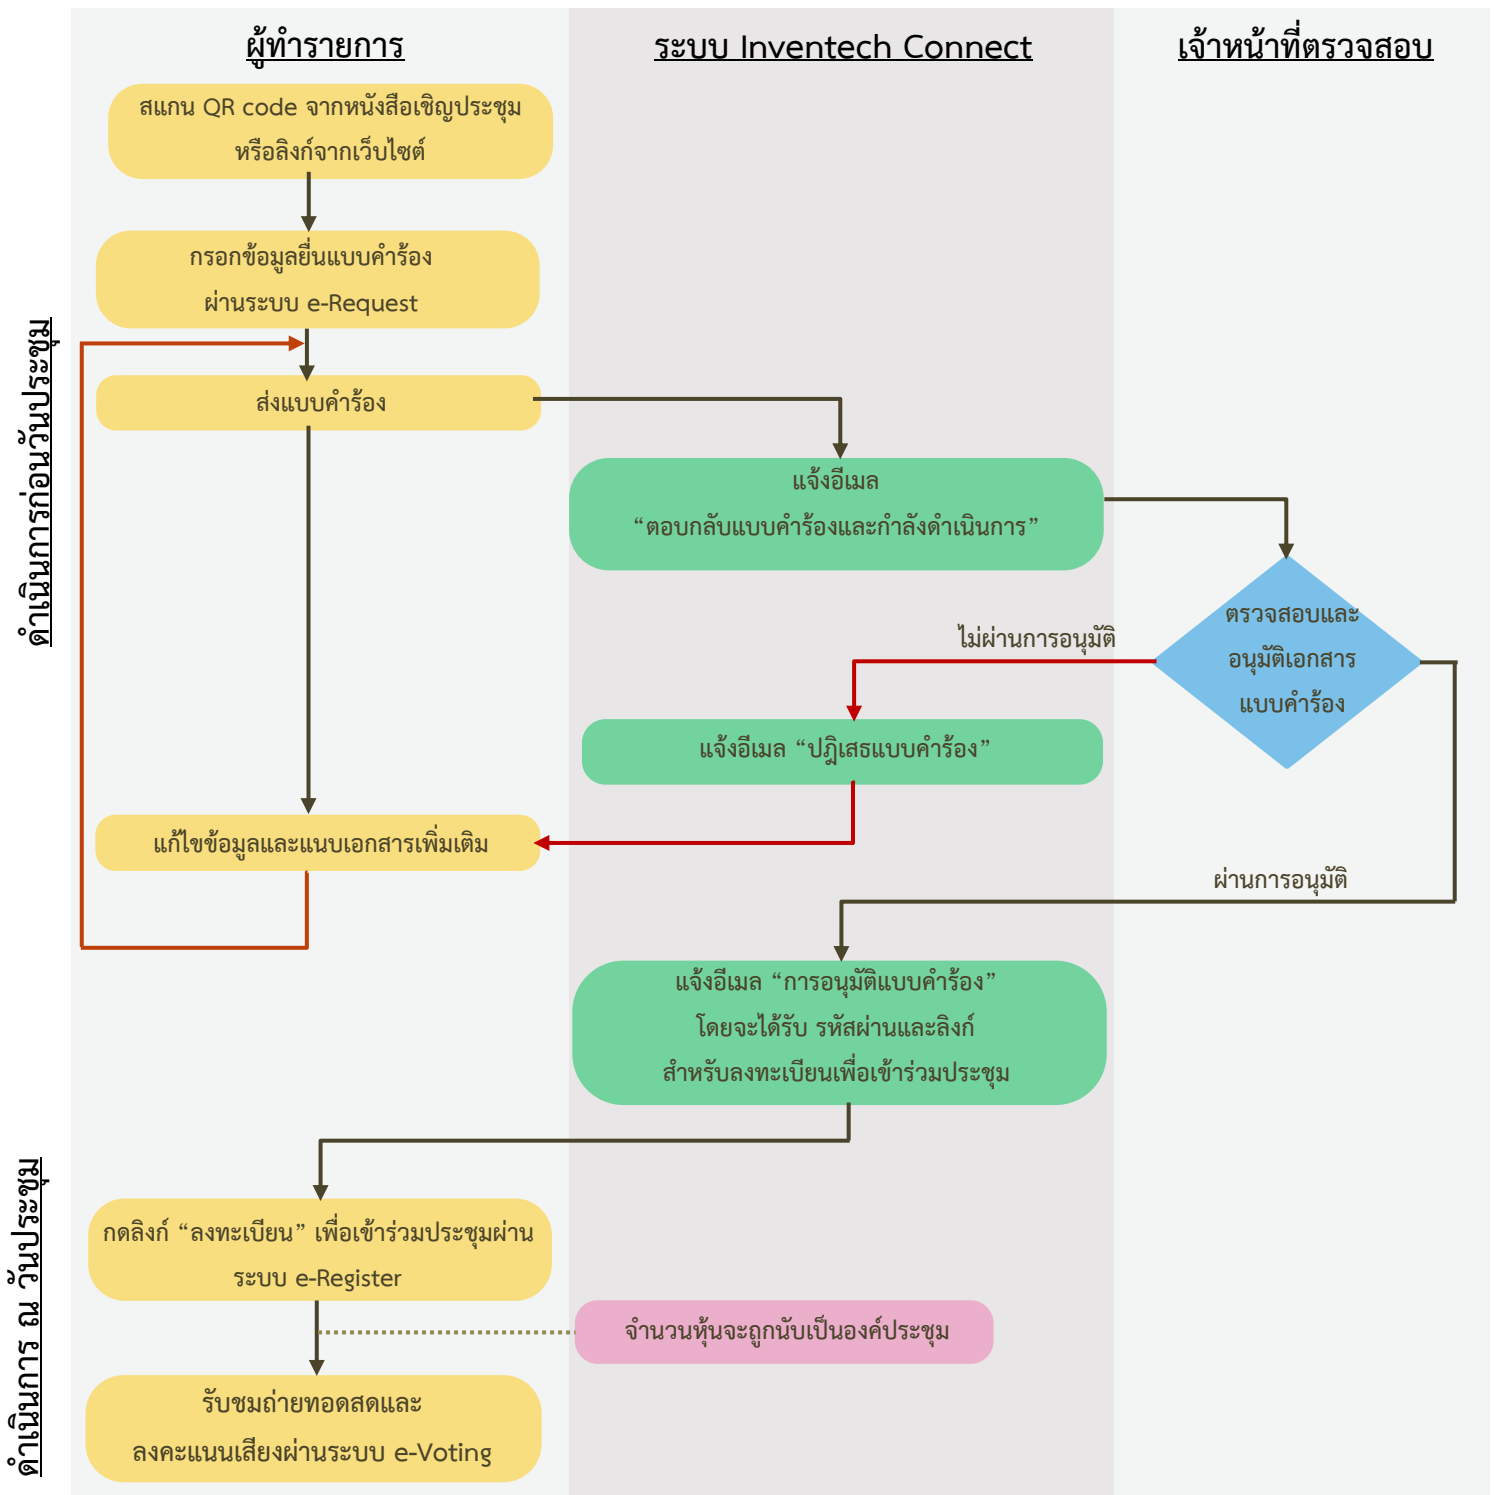 ผู้ทำรายการ
ระบบ Inventech Connect
เจ้าหน้าที่ตรวจสอบ
ดำเนินการก่อนวันประชุม
สแกน QR code จากหนังสือเชิญประชุม
หรือลิงก์จากเว็บไซต์
กรอกข้อมูลยื่นแบบคำร้อง
ผ่านระบบ e-Request
ส่งแบบคำร้อง
แจ้งอีเมล
“ตอบกลับแบบคำร้องและกำลังดำเนินการ”
ตรวจสอบและ
อนุมัติเอกสาร
แบบคำร้อง
ไม่ผ่านการอนุมัติ
แจ้งอีเมล “ปฎิเสธแบบคำร้อง”
แก้ไขข้อมูลและแนบเอกสารเพิ่มเติม
ผ่านการอนุมัติ
แจ้งอีเมล “การอนุมัติแบบคำร้อง”
โดยจะได้รับ รหัสผ่านและลิงก์
สำหรับลงทะเบียนเพื่อเข้าร่วมประชุม
ดำเนินการ ณ วันประชุม
กดลิงก์ “ลงทะเบียน” เพื่อเข้าร่วมประชุมผ่าน
ระบบ e-Register
จำนวนหุ้นจะถูกนับเป็นองค์ประชุม
รับชมถ่ายทอดสดและ
ลงคะแนนเสียงผ่านระบบ e-Voting